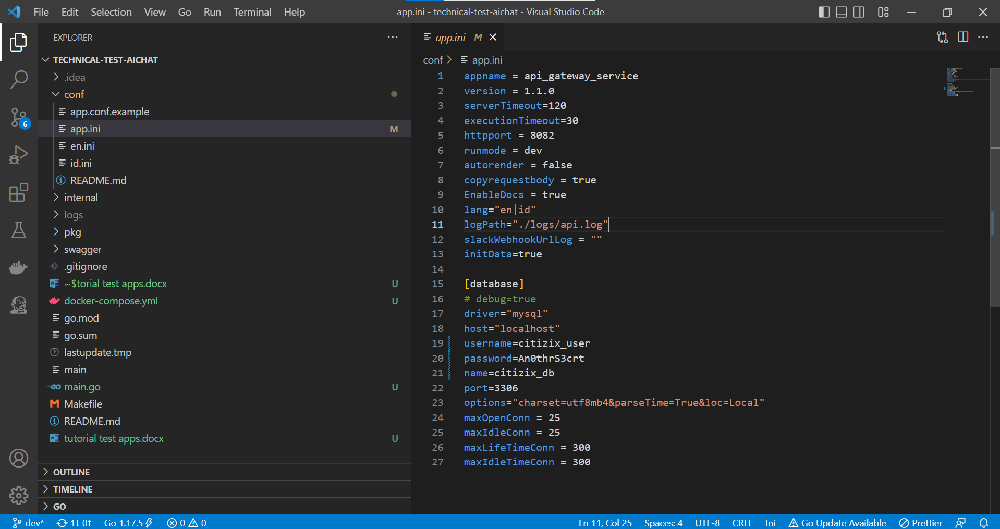 File Edit Selection View Go Run Terminal Help
app.ini - technical-test-aichat - Visual Studio Code
EXPLORER
TECHNICAL-TEST-AICHAT
.idea
conf
app.conf.example
app.ini M
en.ini
id.ini
README.md
internal
logs
pkg
swagger
.gitignore
~$torial test apps.docx U
docker-compose.yml U
go.mod
go.sum
lastupdate.tmp
main
main.go U
Makefile
README.md
tutorial test apps.docx U
OUTLINE
TIMELINE
GO
6
app.ini M
conf > app.ini
1 appname = api_gateway_service
2 version = 1.1.0
3 serverTimeout=120
4 executionTimeout=30
5 httpport = 8082
6 runmode = dev
7 autorender = false
8 copyrequestbody = true
9 EnableDocs = true
10 lang="en|id"
11 logPath="./logs/api.log"
12 slackWebhookUrlLog = ""
13 initData=true
14
15 [database]
16 # debug=true
17 driver="mysql"
18 host="localhost"
19 username=citizix_user
20 password=An0thrS3crt
21 name=citizix_db
22 port=3306
23 options="charset=utf8mb4&parseTime=True&loc=Local"
24 maxOpenConn = 25
25 maxIdleConn = 25
26 maxLifeTimeConn = 300
27 maxIdleTimeConn = 300
dev* 1↓ 0↑ Go 1.17.5 0 0 Ln 11, Col 25 Spaces: 4 UTF-8 CRLF Ini Go Update Available Prettier